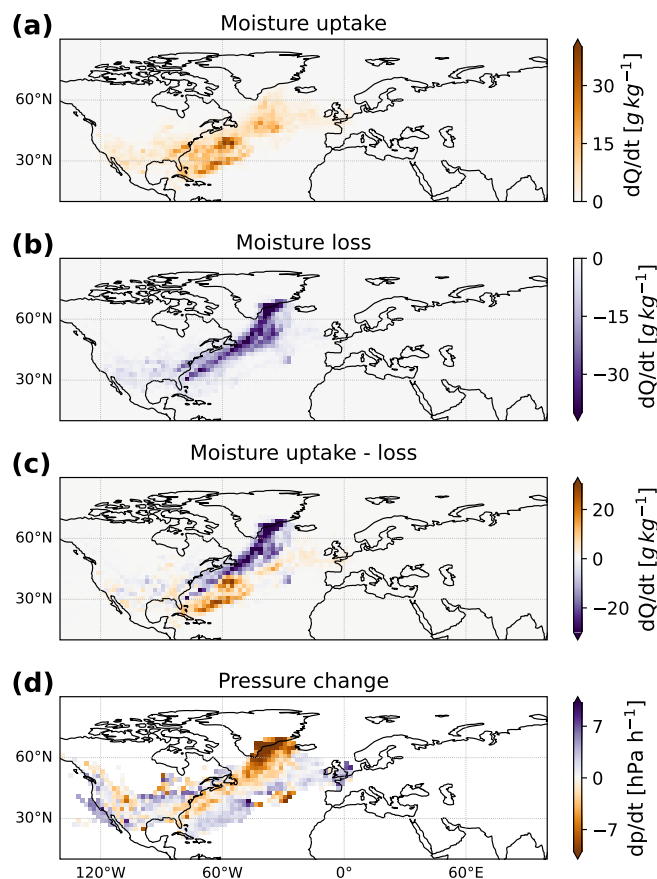 (a)
Moisture uptake
60°N
30°N
30
15
0
dQ/dt [g kg⁻¹]
(b)
Moisture loss
60°N
30°N
0
−15
−30
dQ/dt [g kg⁻¹]
(c)
Moisture uptake - loss
60°N
30°N
20
0
−20
dQ/dt [g kg⁻¹]
(d)
Pressure change
60°N
30°N
120°W
60°W
0°
60°E
7
0
−7
dp/dt [hPa h⁻¹]